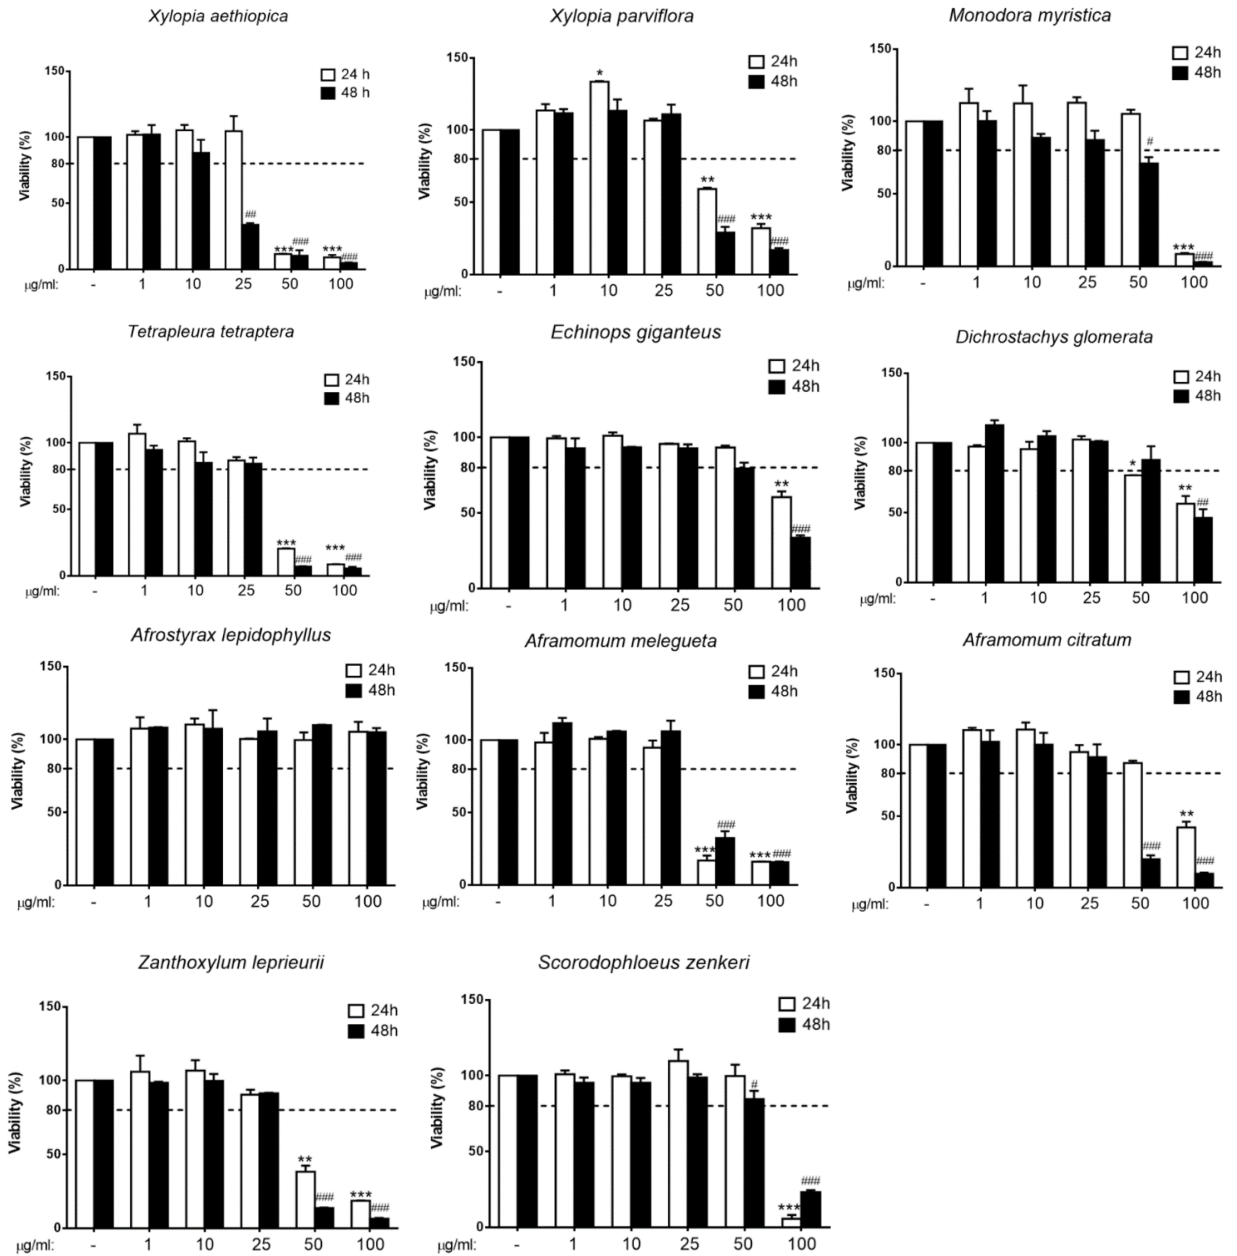 Xylopia aethiopica
150
100
80
50
0
Viability (%)
24 h
48 h
## *** ### *** ###
µg/ml: - 1 10 25 50 100
Xylopia parviflora
150
100
80
50
0
Viability (%)
24h
48h
* ** ### *** ###
µg/ml: - 1 10 25 50 100
Monodora myristica
150
100
80
50
0
Viability (%)
24h
48h
# *** ###
µg/ml: - 1 10 25 50 100
Tetrapleura tetraptera
150
100
80
50
0
Viability (%)
24h
48h
*** ### *** ###
µg/ml: - 1 10 25 50 100
Echinops giganteus
150
100
80
50
0
Viability (%)
24h
48h
** ###
µg/ml: - 1 10 25 50 100
Dichrostachys glomerata
150
100
80
50
0
Viability (%)
24h
48h
* ** ##
µg/ml: - 1 10 25 50 100
Afrostyrax lepidophyllus
150
100
80
50
0
Viability (%)
24h
48h
µg/ml: - 1 10 25 50 100
Aframomum melegueta
150
100
80
50
0
Viability (%)
24h
48h
*** ### *** ###
µg/ml: - 1 10 25 50 100
Aframomum citratum
150
100
80
50
0
Viability (%)
24h
48h
### ** ###
µg/ml: - 1 10 25 50 100
Zanthoxylum leprieurii
150
100
80
50
0
Viability (%)
24h
48h
** ### *** ###
µg/ml: - 1 10 25 50 100
Scorodophloeus zenkeri
150
100
80
50
0
Viability (%)
24h
48h
# *** ###
µg/ml: - 1 10 25 50 100